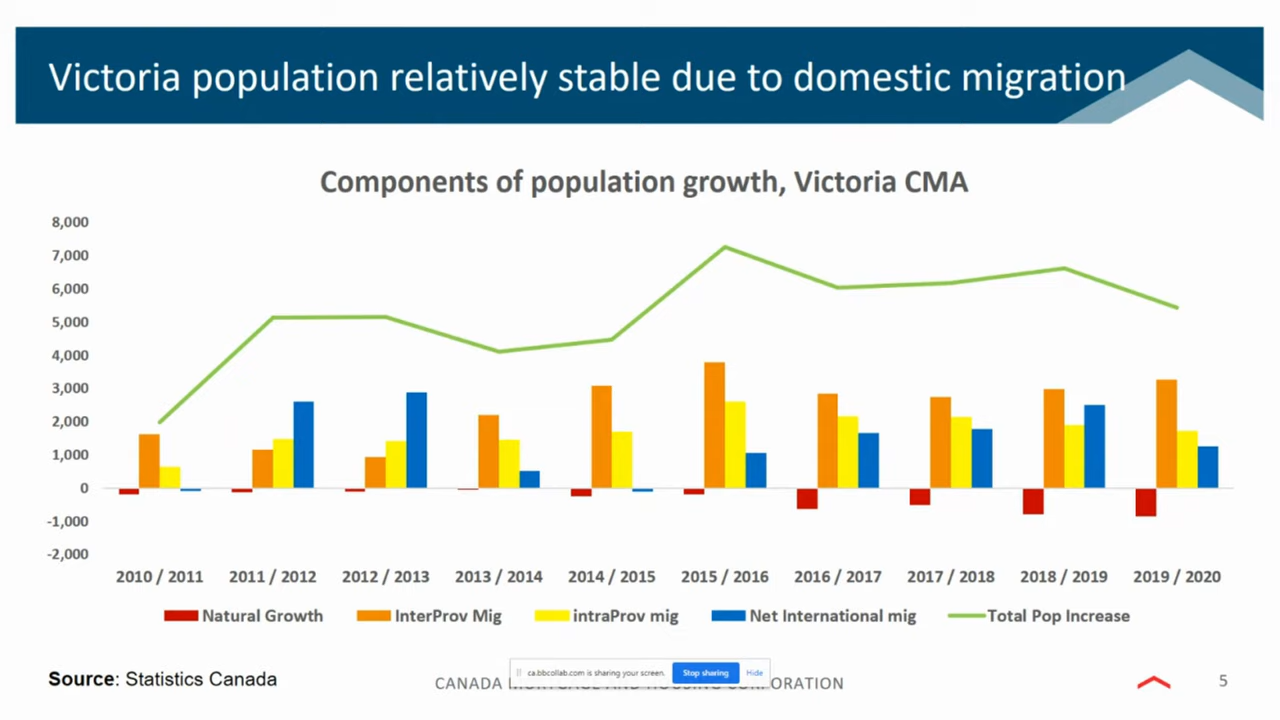 Victoria population relatively stable due to domestic migration
Components of population growth, Victoria CMA
8,000
7,000
6,000
5,000
4,000
3,000
2,000
1,000
0
-1,000
-2,000
2010 / 2011 2011 / 2012 2012 / 2013 2013 / 2014 2014 / 2015 2015 / 2016 2016 / 2017 2017 / 2018 2018 / 2019 2019 / 2020
Natural Growth InterProv Mig intraProv mig Net International mig Total Pop Increase
ca.bbcollab.com is sharing your screen. Stop sharing Hide
Source: Statistics Canada
CANADA MORTGAGE AND HOUSING CORPORATION
5